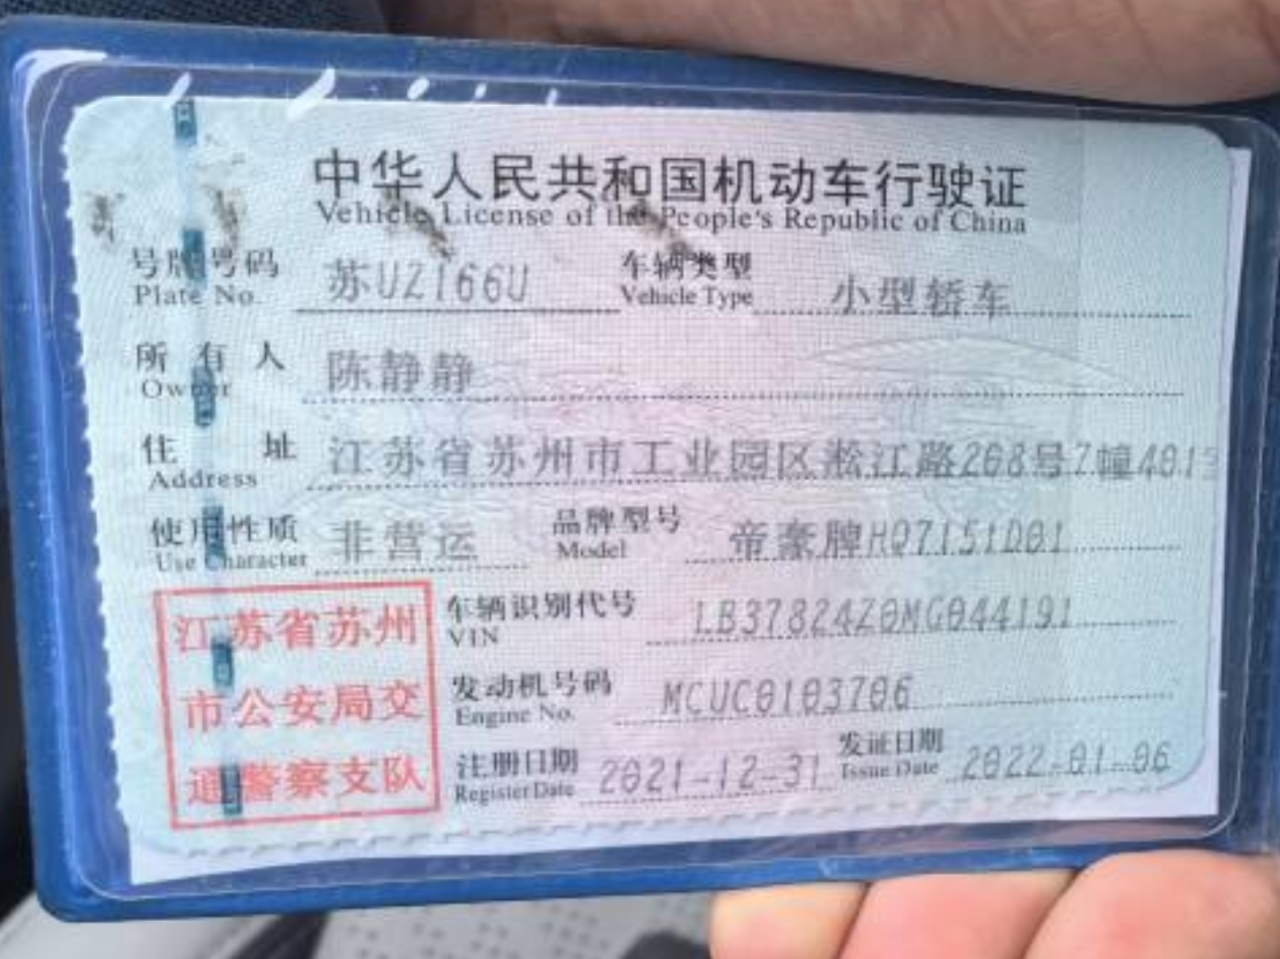 中华人民共和国机动车行驶证
Vehicle License of the People's Republic of China
号牌号码 苏UZ166U 车辆类型 小型轿车
Plate No. Vehicle Type
所有人 陈静静
Owner
住址 江苏省苏州市工业园区淞江路268号7幢401
Address
使用性质 非营运 品牌型号 帝豪牌HQ7151D01
Use Character Model
江苏省苏州
市公安局交
通警察支队
车辆识别代号 LB37824Z0MG044191
VIN
发动机号码 MCUC0103706
Engine No.
注册日期 2021-12-31 发证日期 2022-01-06
Register Date Issue Date